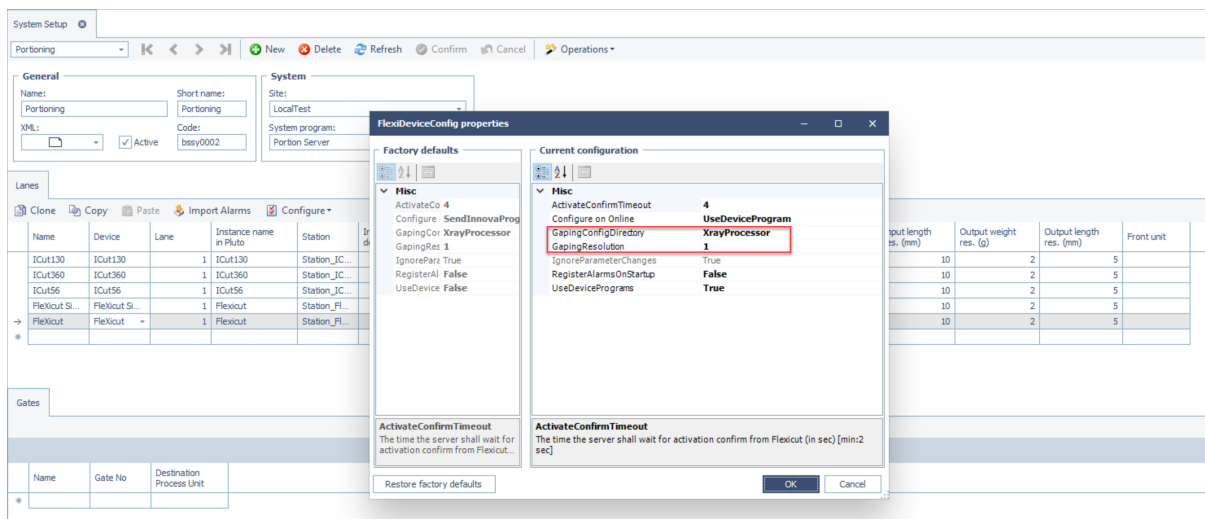 System Setup
Portioning New Delete Refresh Confirm Cancel Operations
General
Name: Short name:
Portioning Portioning
XML: Code:
Active bssy0002
System
Site:
LocalTest
System program:
Portion Server
Lanes
Clone Copy Paste Import Alarms Configure
Name Device Lane Instance name in Pluto Station
ICut130 ICut130 1 ICut130 Station_IC...
ICut360 ICut360 1 ICut360 Station_IC...
ICut56 ICut56 1 ICut56 Station_IC...
FleXicut Si... FleXicut Si... 1 Flexicut Station_Fl...
FleXicut FleXicut 1 Flexicut Station_Fl...
res. (mm) Output weight res. (g) Output length res. (mm) Front unit
10 2 5
10 2 5
10 2 5
10 2 5
10 2 5
Gates
Name Gate No Destination Process Unit
FlexiDeviceConfig properties
Factory defaults
Misc
ActivateCo 4
Configure SendInnovaProg
GapingCor XrayProcessor
GapingRes 1
IgnorePara True
RegisterAl False
UseDevice False
ActivateConfirmTimeout
The time the server shall wait for
activation confirm from Flexicut...
Restore factory defaults
Current configuration
Misc
ActivateConfirmTimeout 4
Configure on Online UseDeviceProgram
GapingConfigDirectory XrayProcessor
GapingResolution 1
IgnoreParameterChanges True
RegisterAlarmsOnStartup False
UseDevicePrograms True
ActivateConfirmTimeout
The time the server shall wait for activation confirm from Flexicut (in sec) [min:2
sec]
OK Cancel